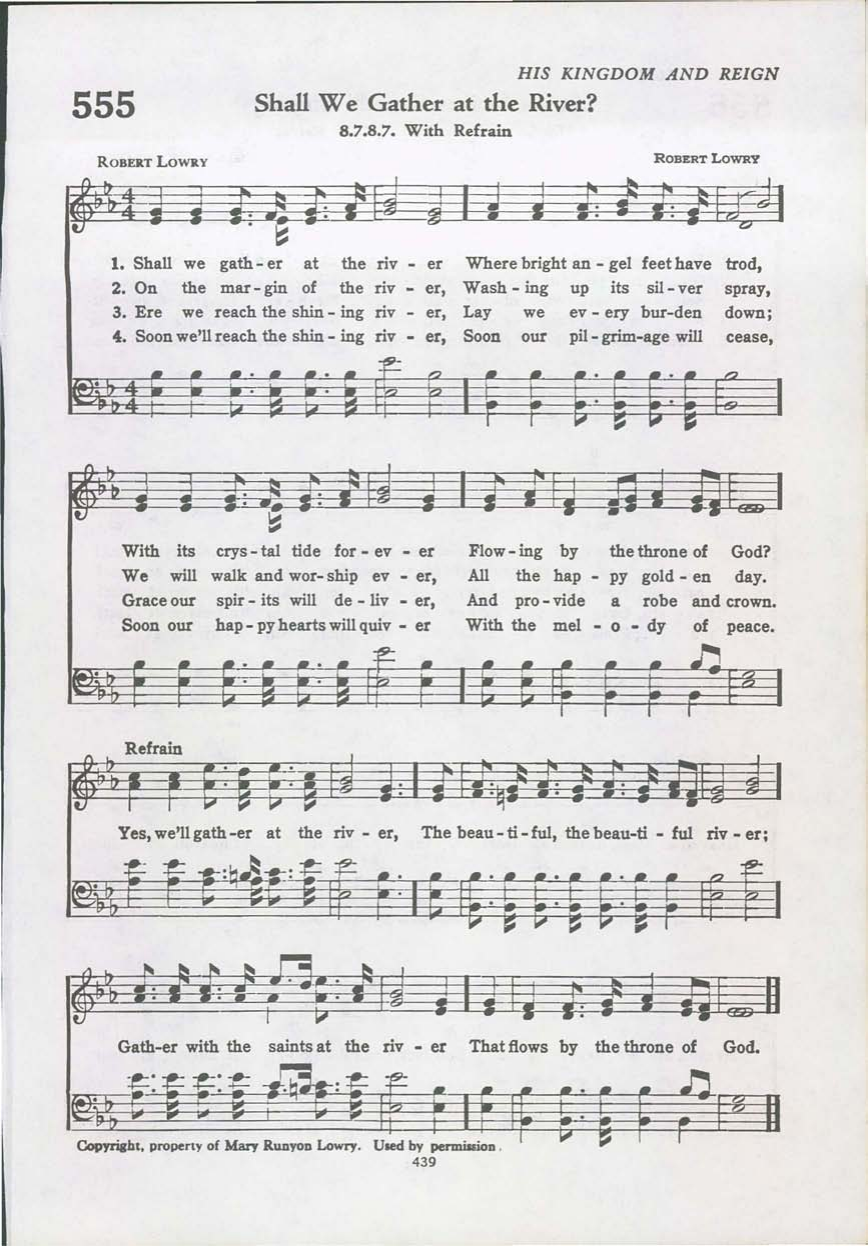 HIS KINGDOM AND REIGN
555 Shall We Gather at the River?
8.7.8.7. With Refrain
ROBERT LOWRY ROBERT LOWRY
1. Shall we gath-er at the riv - er Where bright an - gel feet have trod,
2. On the mar-gin of the riv - er, Wash - ing up its sil-ver spray,
3. Ere we reach the shin - ing riv - er, Lay we ev - ery bur-den down;
4. Soon we'll reach the shin - ing riv - er, Soon our pil-grim-age will cease,
With its crys-tal tide for - ev - er Flow-ing by the throne of God?
We will walk and wor-ship ev - er, All the hap - py gold - en day.
Grace our spir - its will de - liv - er, And pro-vide a robe and crown.
Soon our hap-py hearts will quiv - er With the mel - o - dy of peace.
Refrain
Yes, we'll gath-er at the riv - er, The beau-ti-ful, the beau-ti - ful riv-er;
Gath-er with the saints at the riv - er That flows by the throne of God.
Copyright, property of Mary Runyon Lowry. Used by permission.
439